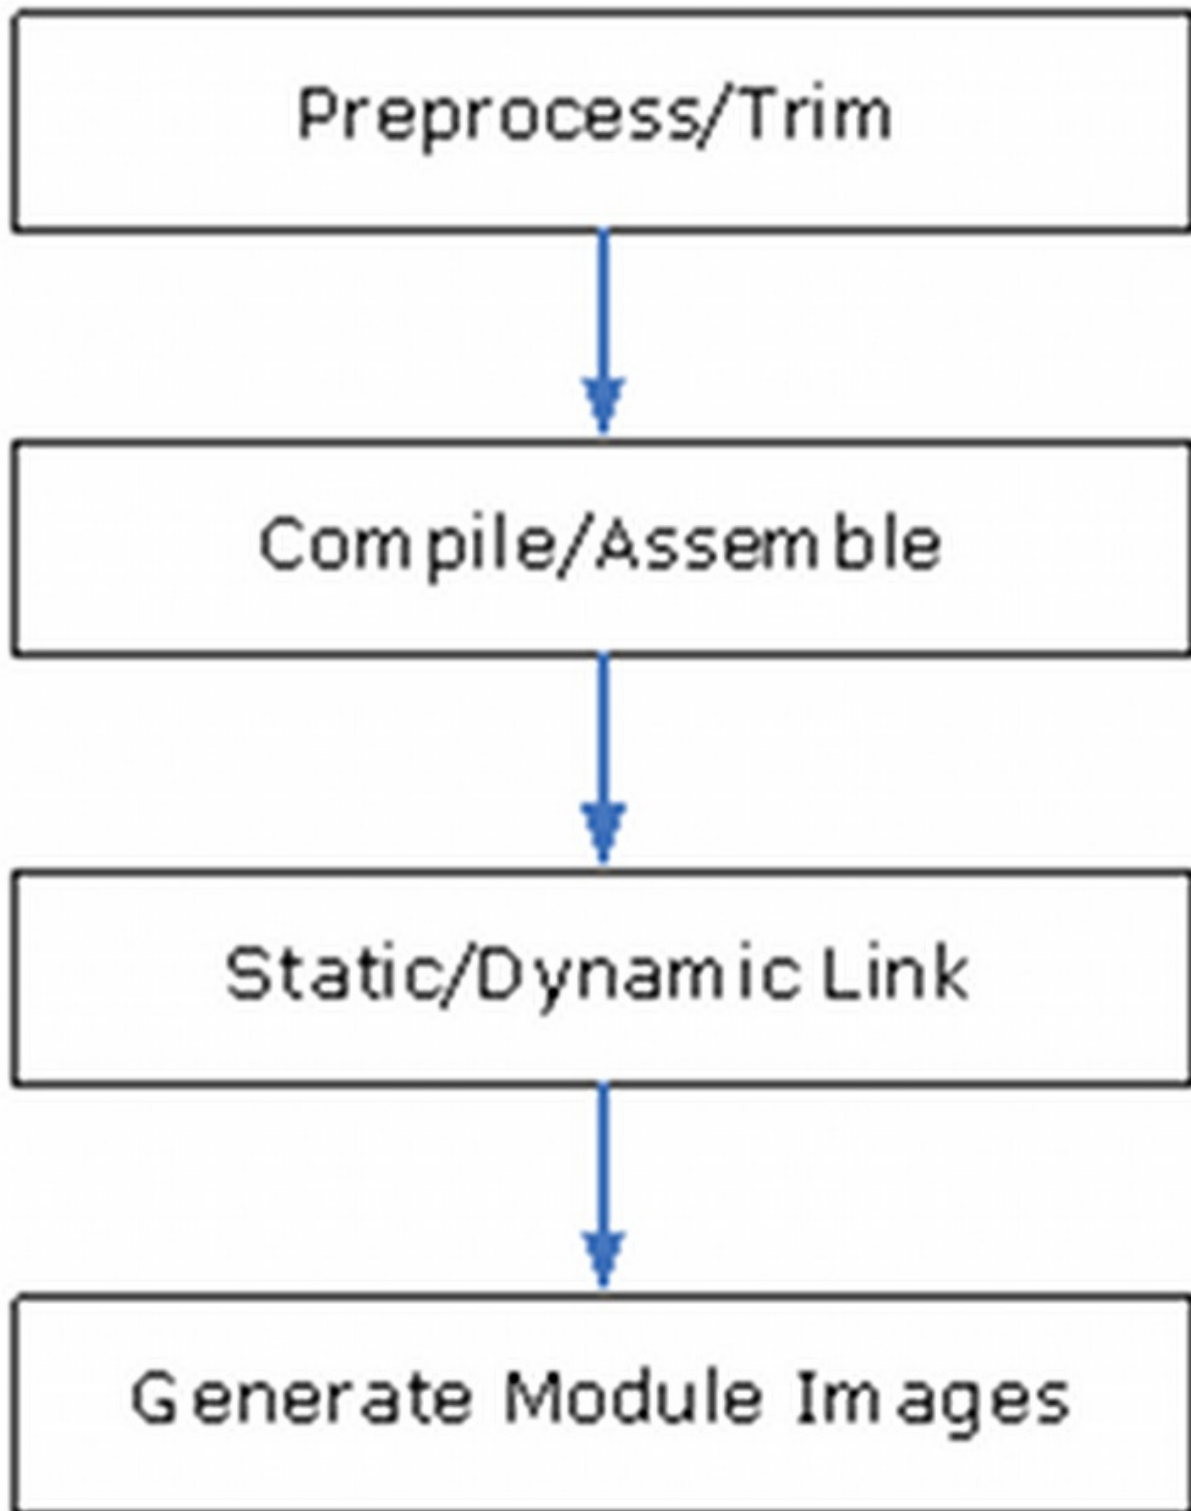 Preprocess/Trim
Compile/Assemble
Static/Dynamic Link
Generate Module Images